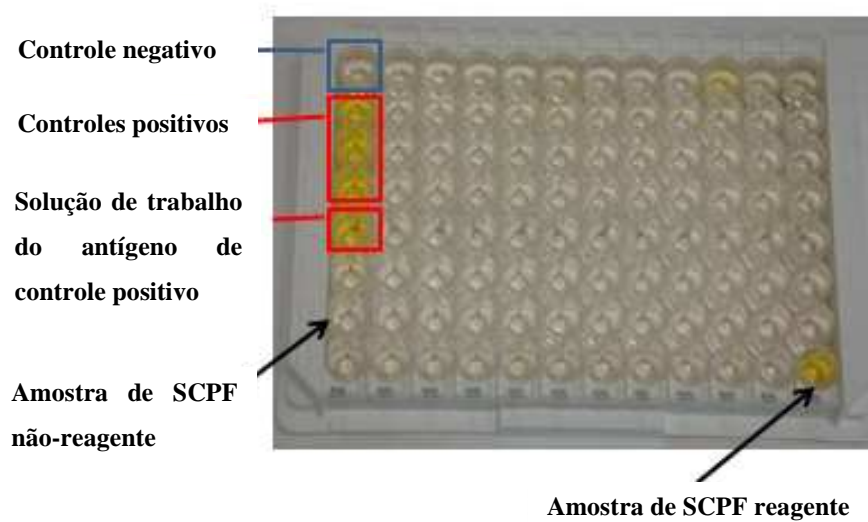 Controle negativo
Controles positivos
Solução de trabalho
do antígeno de
controle positivo
Amostra de SCPF
não-reagente
Amostra de SCPF reagente